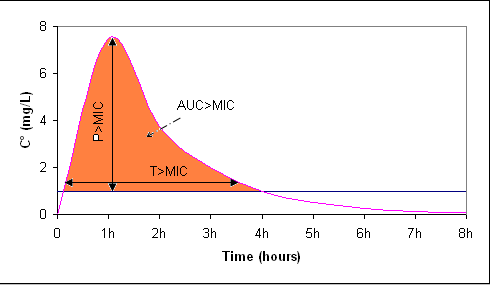 8
6
4
2
0
C° (mg/L)
P>MIC
AUC>MIC
T>MIC
0 1h 2h 3h 4h 5h 6h 7h 8h
Time (hours)